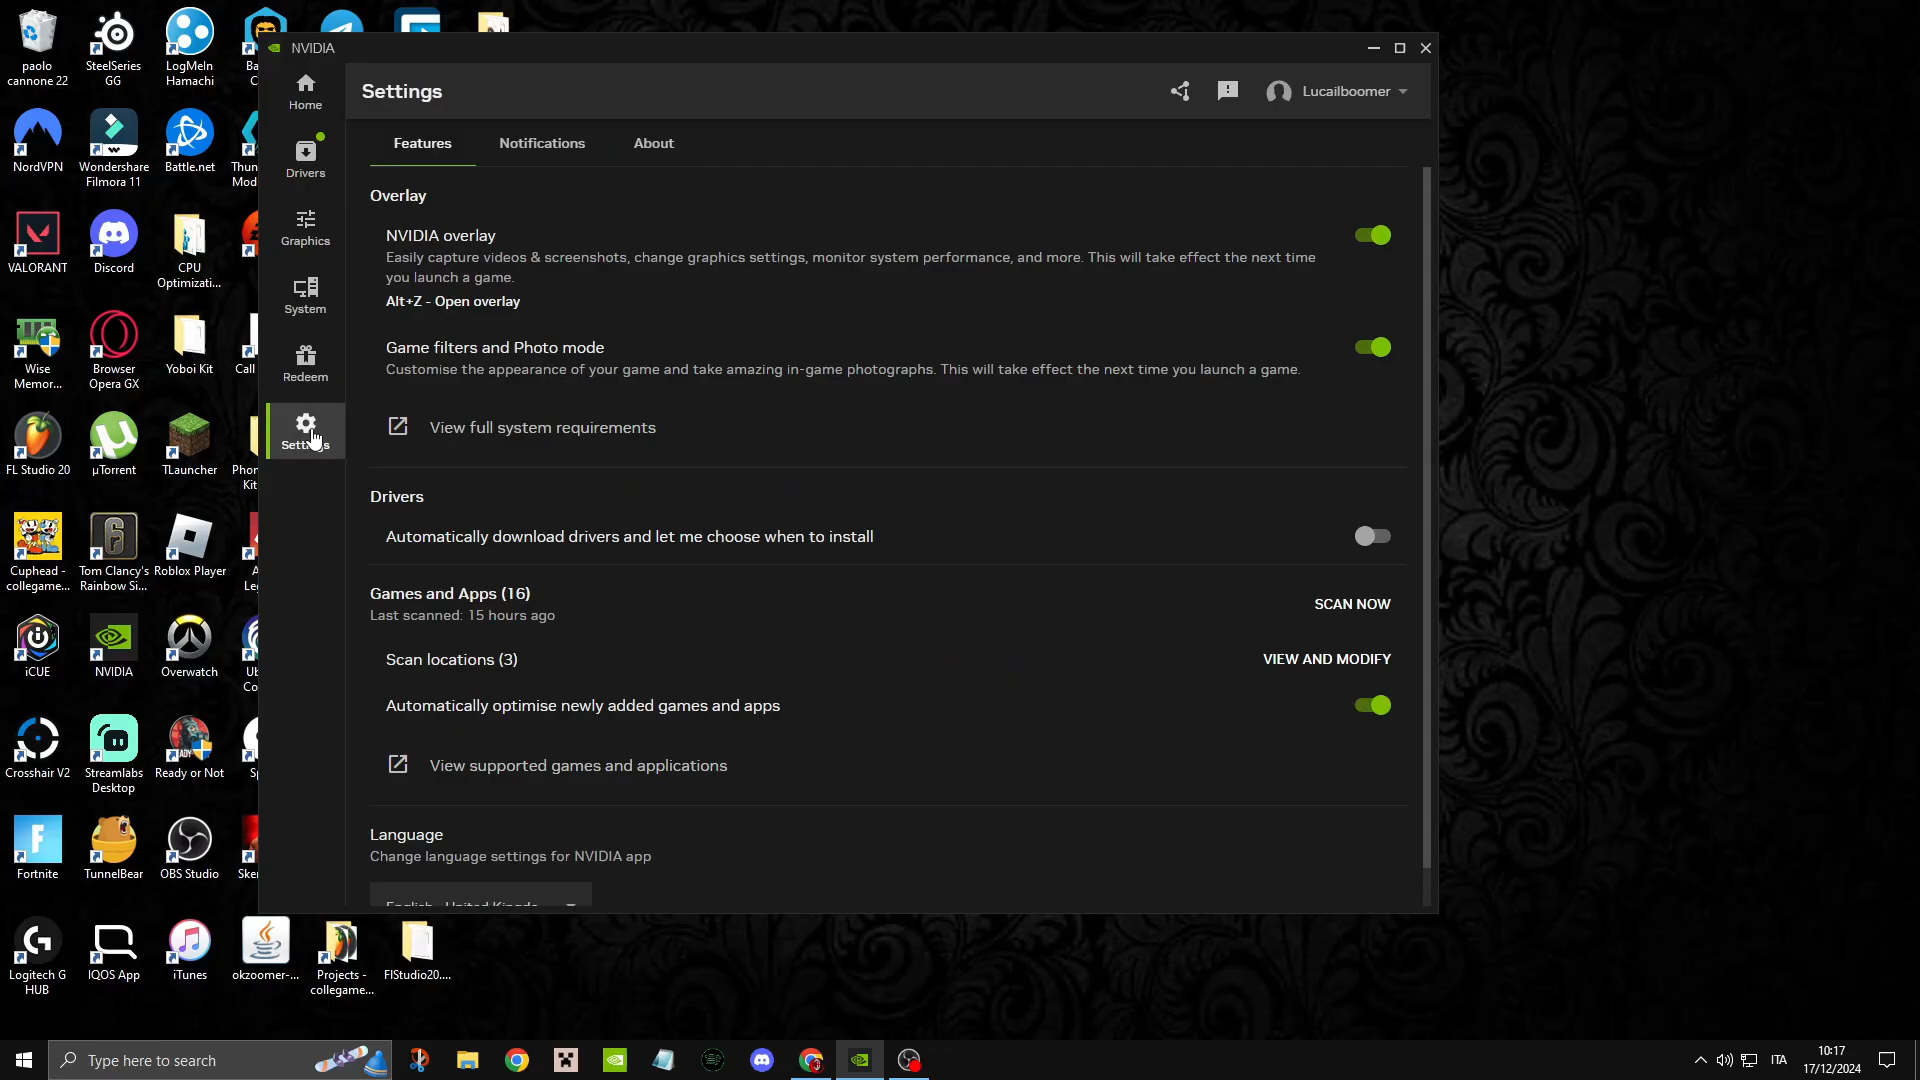 paolo
cannone 22
SteelSeries
GG
LogMeIn
Hamachi
NVIDIA
Home
Settings
Lucailboomer
Features
Notifications
About
NordVPN
Wondershare
Filmora 11
Battle.net
Drivers
Overlay
NVIDIA overlay
Easily capture videos & screenshots, change graphics settings, monitor system performance, and more. This will take effect the next time
you launch a game.
Alt+Z - Open overlay
VALORANT
Discord
CPU
Optimizati...
Graphics
System
Game filters and Photo mode
Customise the appearance of your game and take amazing in-game photographs. This will take effect the next time you launch a game.
Wise
Memor...
Browser
Opera GX
Yoboi Kit
Call
Redeem
View full system requirements
Settings
FL Studio 20
µTorrent
TLauncher
Drivers
Automatically download drivers and let me choose when to install
Cuphead -
collegame...
Tom Clancy's
Rainbow Si...
Roblox Player
Games and Apps (16)
Last scanned: 15 hours ago
SCAN NOW
Scan locations (3)
VIEW AND MODIFY
iCUE
NVIDIA
Overwatch
Automatically optimise newly added games and apps
View supported games and applications
Crosshair V2
Streamlabs
Desktop
Ready or Not
Language
Change language settings for NVIDIA app
English - United Kingdo...
Fortnite
TunnelBear
OBS Studio
Logitech G
HUB
IQOS App
iTunes
okzoomer-...
Projects -
collegame...
FlStudio20....
Type here to search
ITA
10:17
17/12/2024